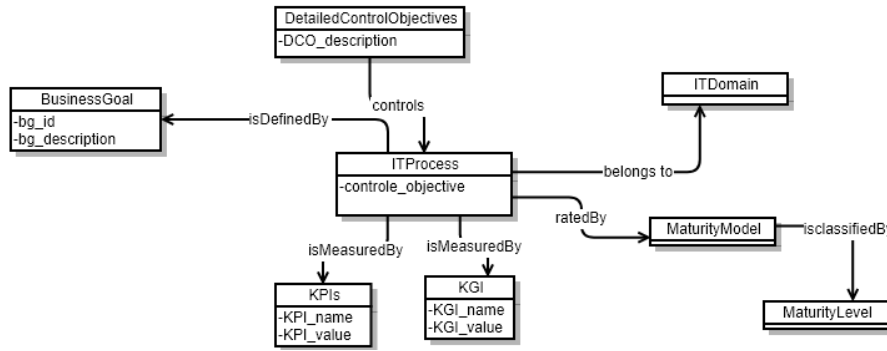 DetailedControlObjectives
-DCO_description
ITDomain
BusinessGoal
-bg_id
-bg_description
controls
isDefinedBy
ITProcess
-controle_objective
belongs to
ratedBy
MaturityModel
isclassifiedBy
isMeasuredBy
isMeasuredBy
KPIs
-KPI_name
-KPI_value
KGI
-KGI_name
-KGI_value
MaturityLevel